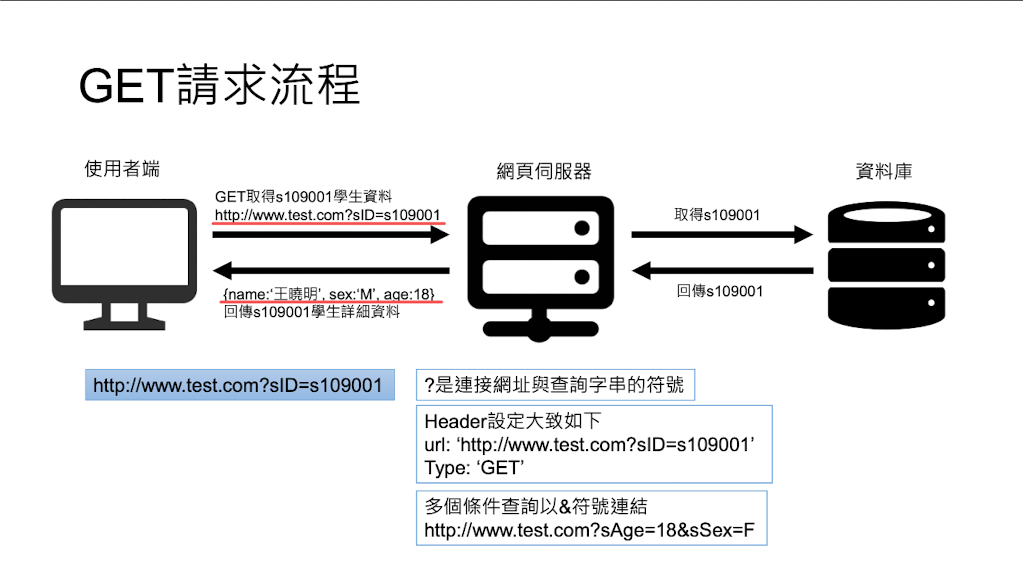 GET請求流程
使用者端
網頁伺服器
資料庫
GET取得s109001學生資料
http://www.test.com?sID=s109001
取得s109001
{name:‘王曉明’, sex:‘M’, age:18}
回傳s109001學生詳細資料
回傳s109001
http://www.test.com?sID=s109001
?是連接網址與查詢字串的符號
Header設定大致如下
url: ‘http://www.test.com?sID=s109001’
Type: ‘GET’
多個條件查詢以&符號連結
http://www.test.com?sAge=18&sSex=F